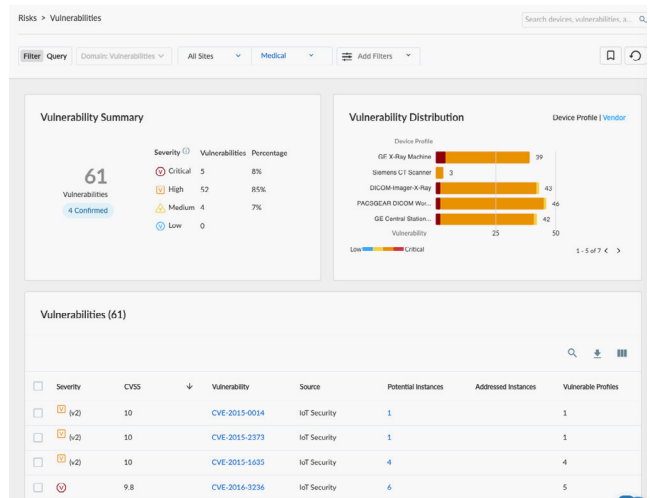 Risks > Vulnerabilities
Search devices, vulnerabilities, a...
Filter Query Domain: Vulnerabilities All Sites Medical Add Filters
Vulnerability Summary
61
Vulnerabilities
4 Confirmed
Severity Vulnerabilities Percentage
Critical 5 8%
High 52 85%
Medium 4 7%
Low 0
Vulnerability Distribution Device Profile | Vendor
Device Profile
GE X-Ray Machine 39
Siemens CT Scanner 3
DICOM-Imager-X-Ray 43
PACSGEAR DICOM Wor... 46
GE Central Station... 42
Vulnerability 25 50
Low Critical 1 - 5 of 7 < >
Vulnerabilities (61)
Severity CVSS Vulnerability Source Potential Instances Addressed Instances Vulnerable Profiles
V (v2) 10 CVE-2015-0014 IoT Security 1 1
V (v2) 10 CVE-2015-2373 IoT Security 1 1
V (v2) 10 CVE-2015-1635 IoT Security 4 4
V 9.8 CVE-2016-3236 IoT Security 6 5